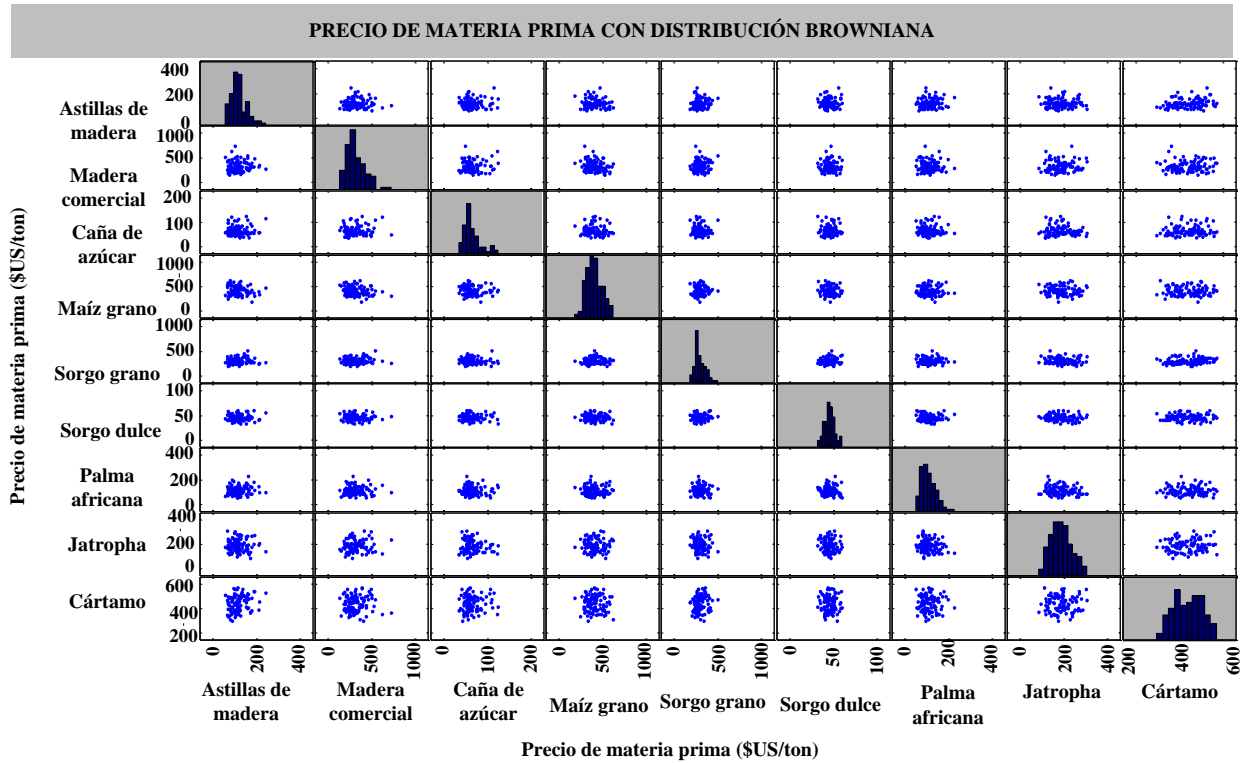 PRECIO DE MATERIA PRIMA CON DISTRIBUCIÓN BROWNIANA
Precio de materia prima ($US/ton)
400
200
0
Astillas de
madera
1000
500
Madera
comercial
200
100
0
Caña de
azúcar
1000
500
0
Maíz grano
1000
500
0
Sorgo grano
100
50
0
Sorgo dulce
400
200
0
Palma
africana
400
200
0
Jatropha
600
400
200
Cártamo
0 200 400
0 500 1000
0 100 200
0 500 1000
0 500 1000
0 50 100
0 200 400
0 200 400
200 400 600
Astillas de
madera
Madera
comercial
Caña de
azúcar
Maíz grano
Sorgo grano
Sorgo dulce
Palma
africana
Jatropha
Cártamo
Precio de materia prima ($US/ton)